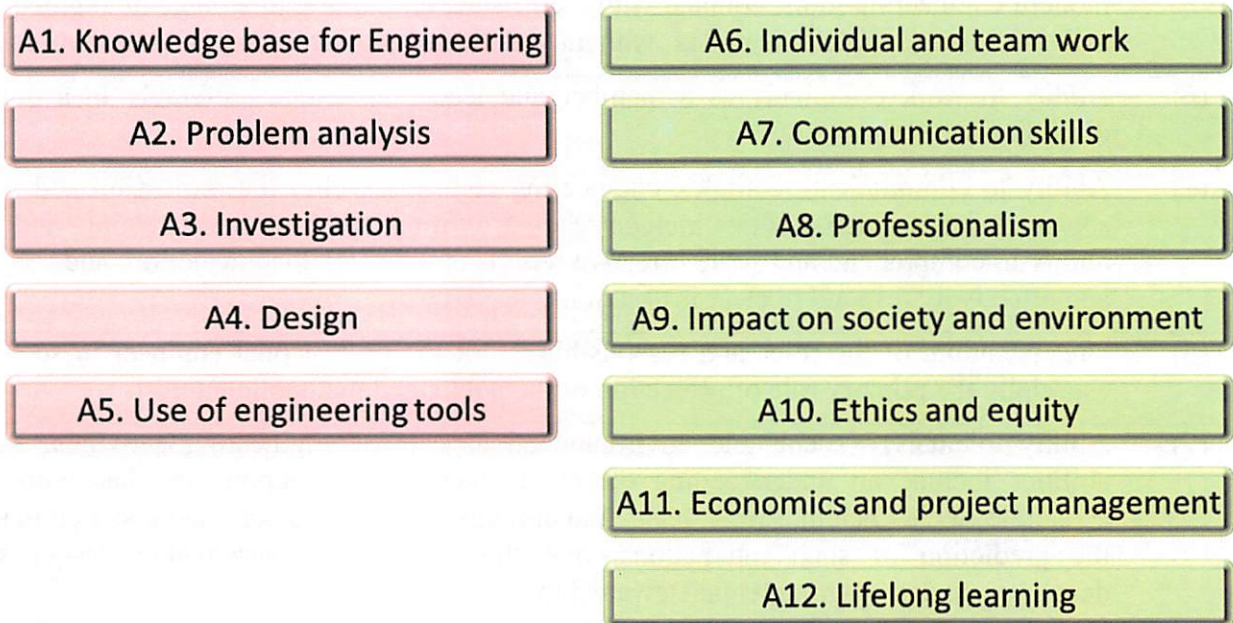 A1. Knowledge base for Engineering
A2. Problem analysis
A3. Investigation
A4. Design
A5. Use of engineering tools
A6. Individual and team work
A7. Communication skills
A8. Professionalism
A9. Impact on society and environment
A10. Ethics and equity
A11. Economics and project management
A12. Lifelong learning